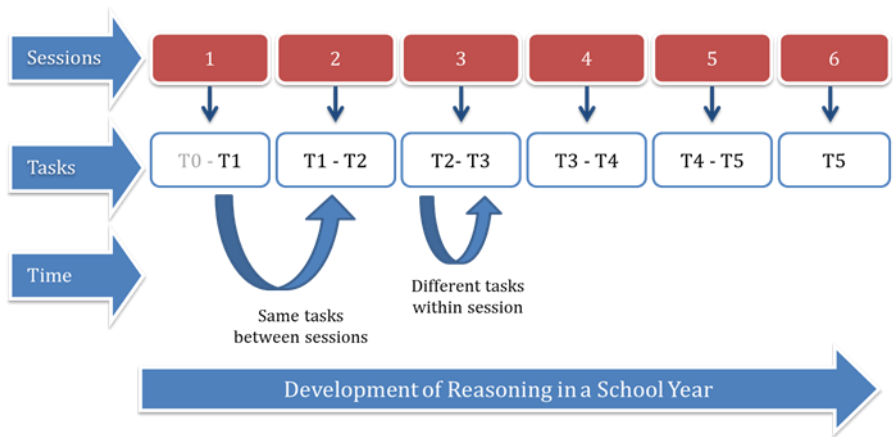 Sessions
1
2
3
4
5
6
Tasks
T0 - T1
T1 - T2
T2- T3
T3 - T4
T4 - T5
T5
Time
Same tasks
between sessions
Different tasks
within session
Development of Reasoning in a School Year